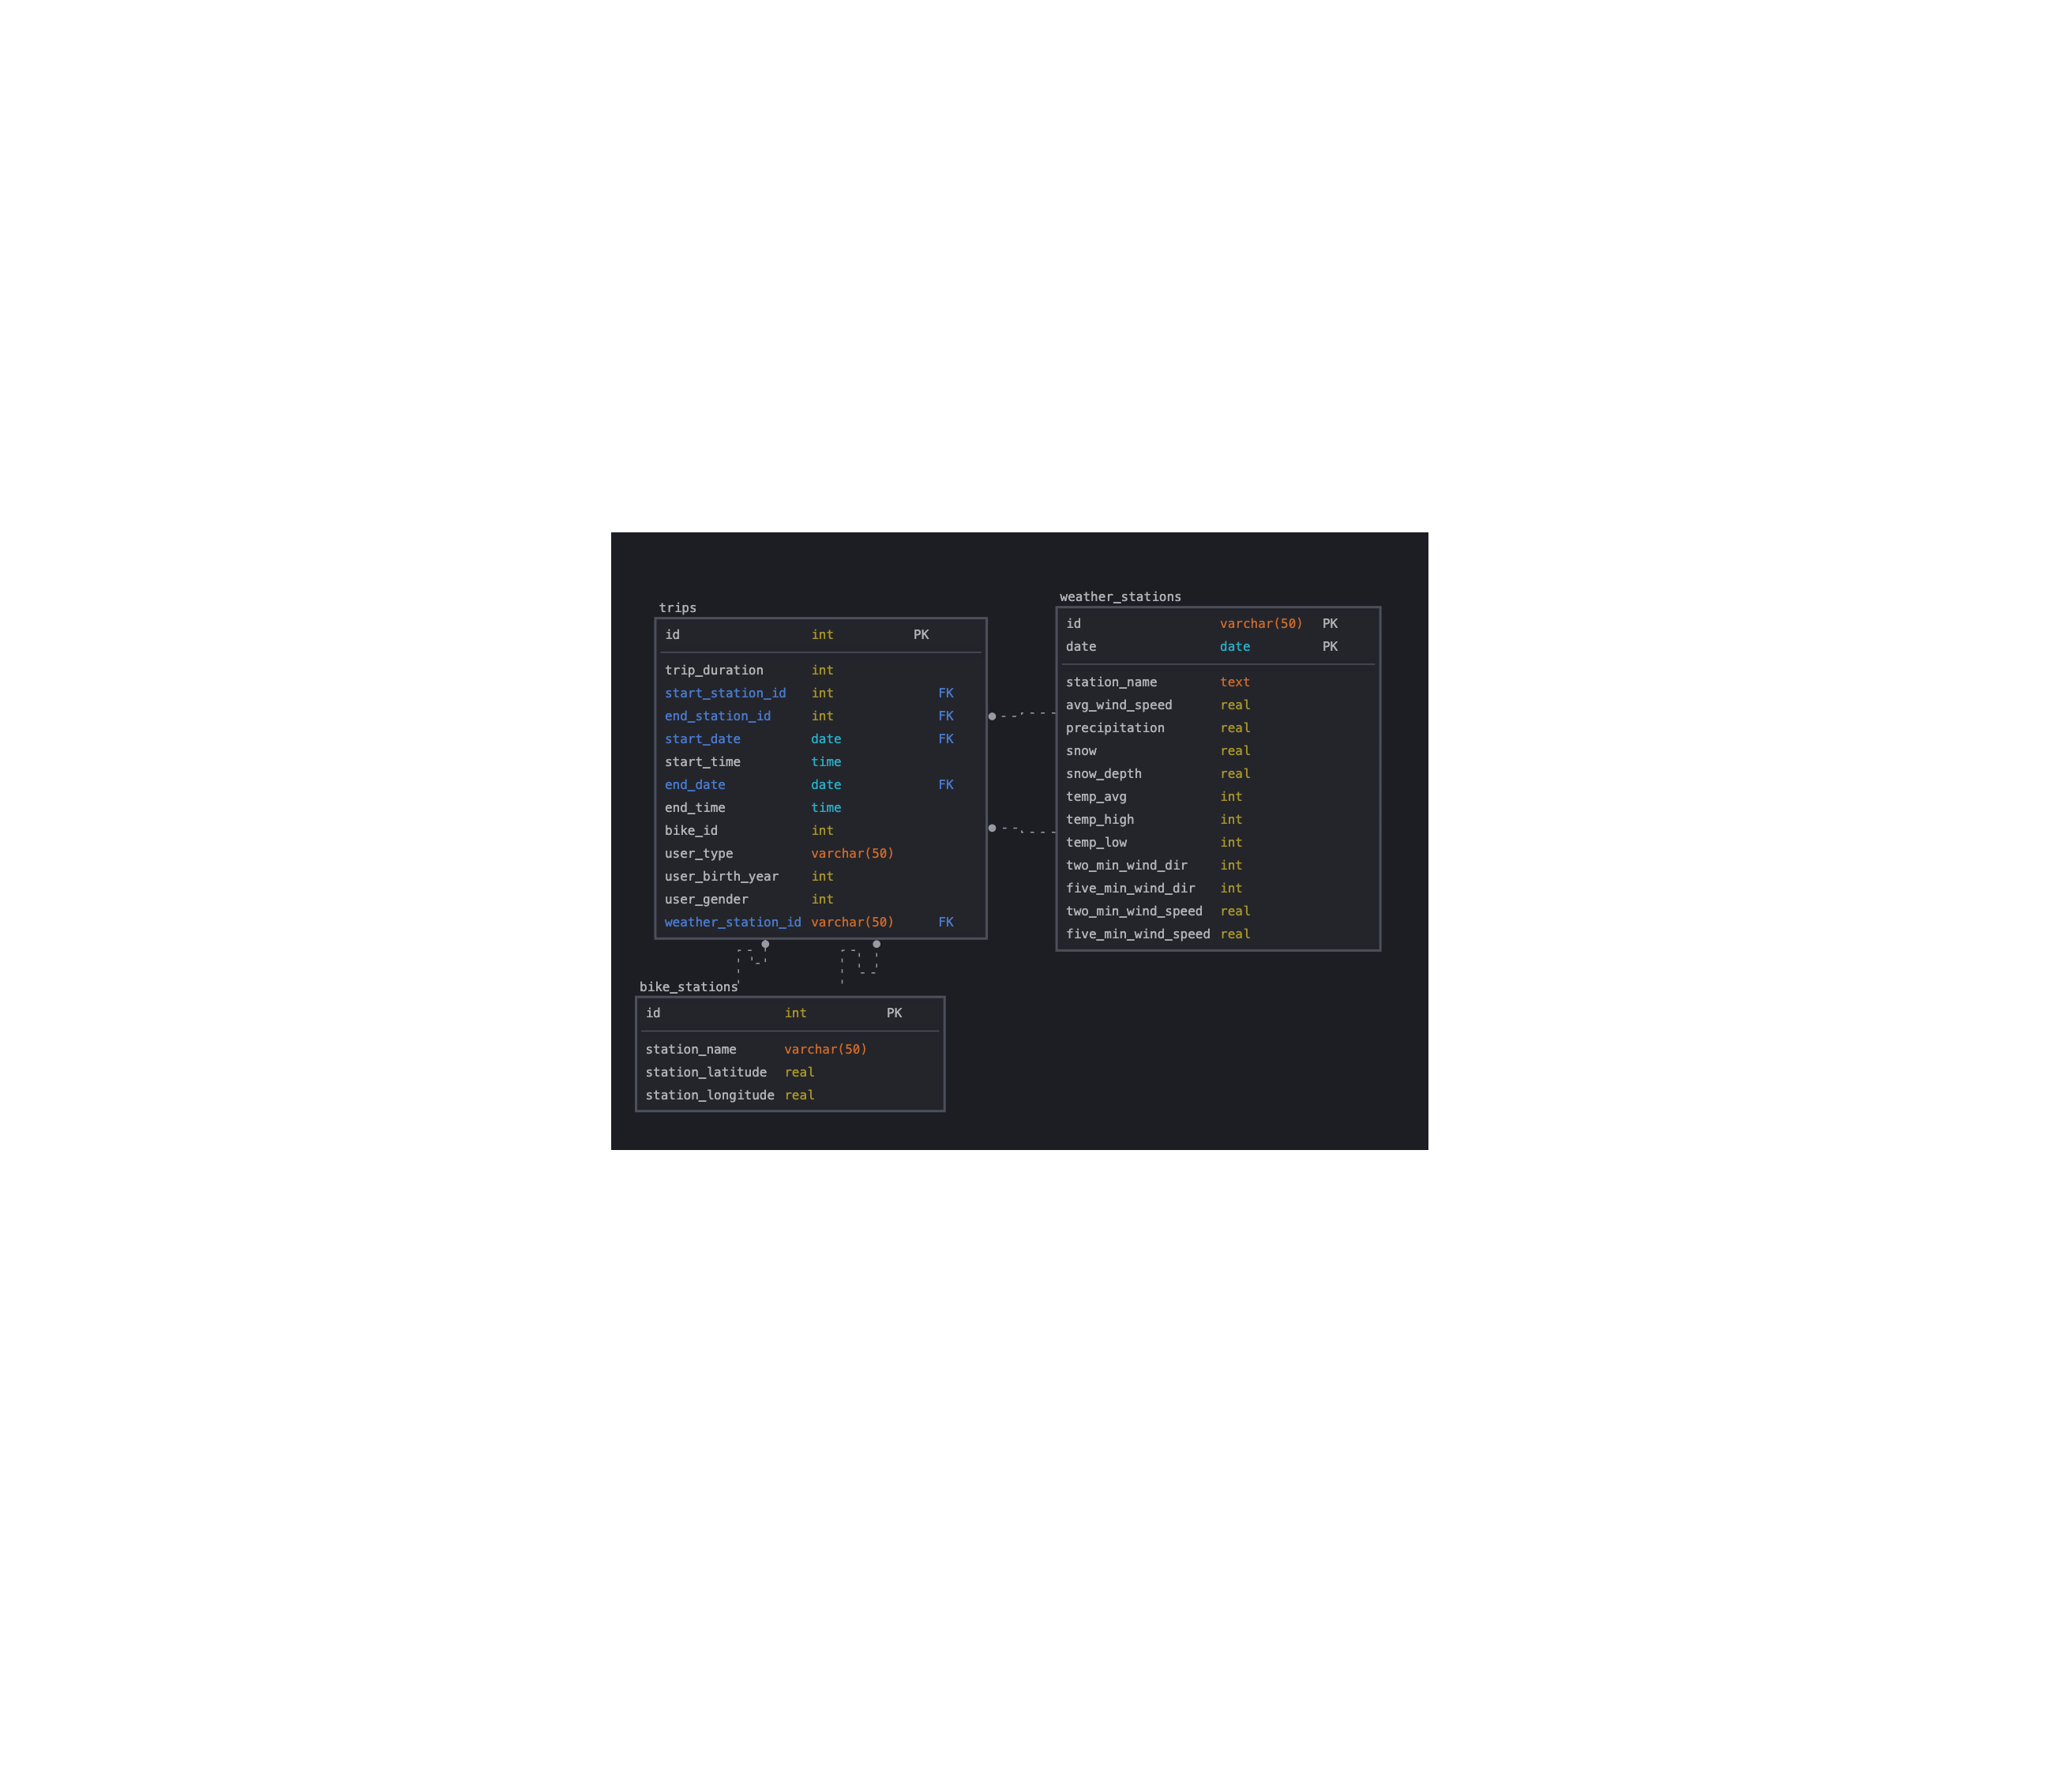 trips
id int PK
trip_duration int
start_station_id int FK
end_station_id int FK
start_date date FK
start_time time
end_date date FK
end_time time
bike_id int
user_type varchar(50)
user_birth_year int
user_gender int
weather_station_id varchar(50) FK
weather_stations
id varchar(50) PK
date date PK
station_name text
avg_wind_speed real
precipitation real
snow real
snow_depth real
temp_avg int
temp_high int
temp_low int
two_min_wind_dir int
five_min_wind_dir int
two_min_wind_speed real
five_min_wind_speed real
bike_stations
id int PK
station_name varchar(50)
station_latitude real
station_longitude real